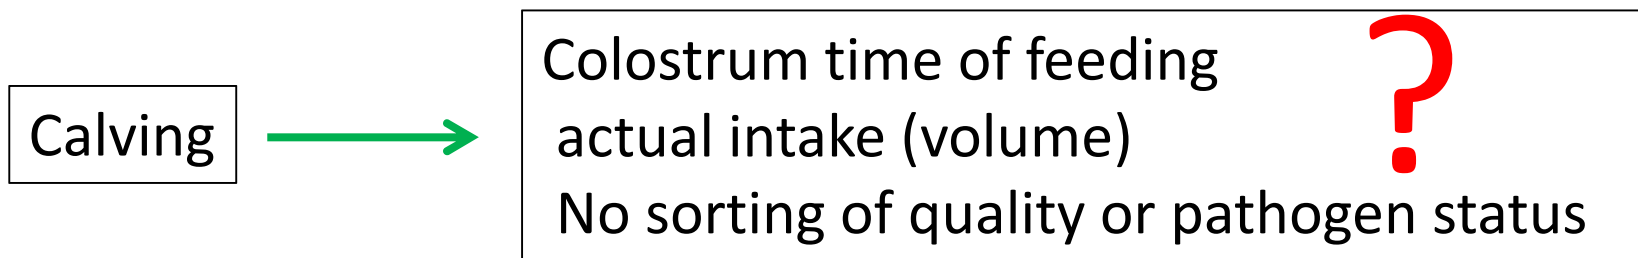 Calving
Colostrum time of feeding
actual intake (volume)
No sorting of quality or pathogen status
?